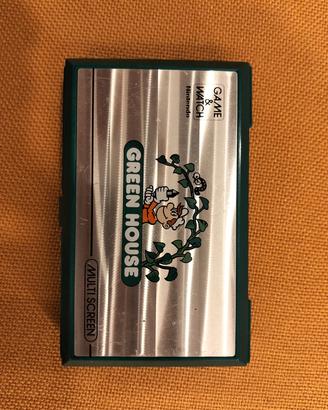 GAME
&
WATCH
Nintendo
GREEN HOUSE
MULTI SCREEN